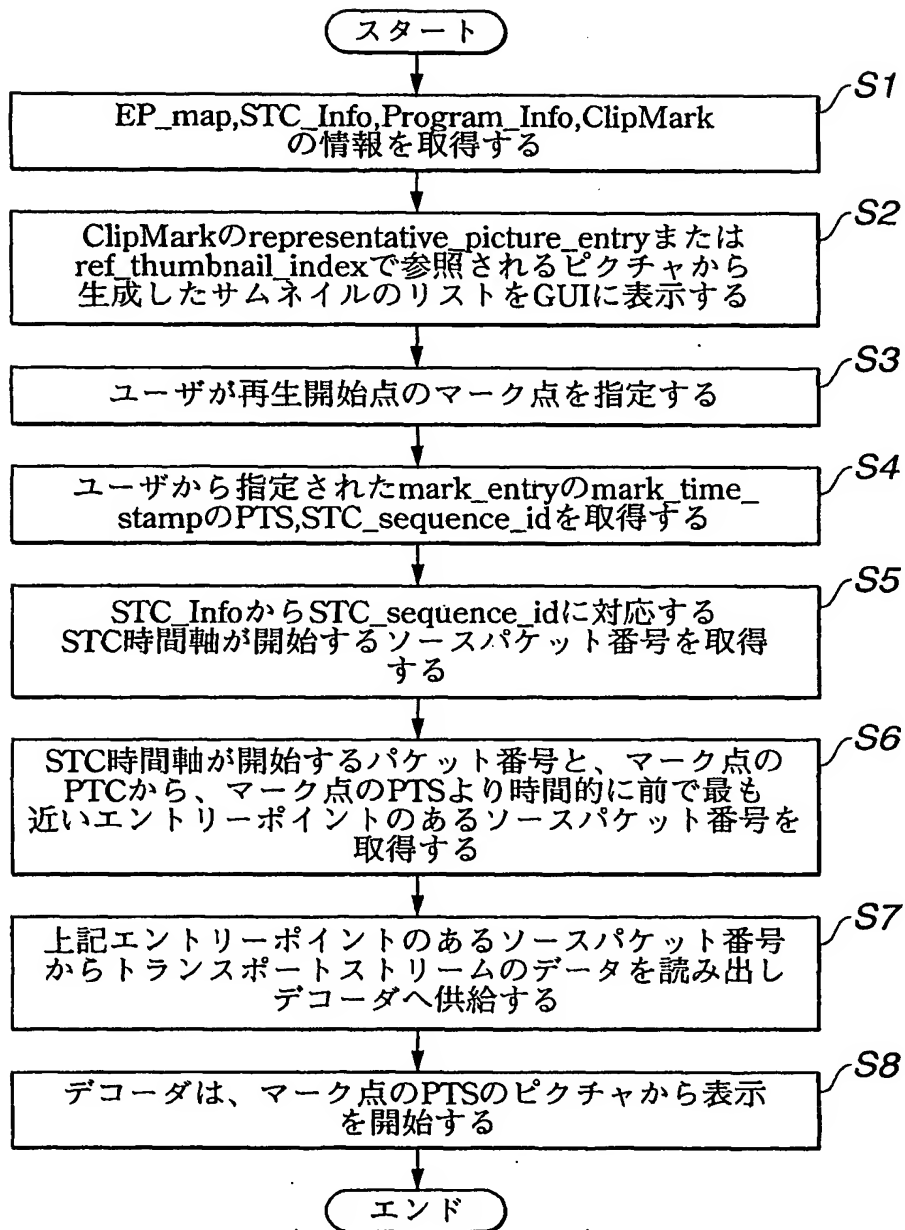 スタート
S1
EP_map,STC_Info,Program_Info,ClipMark
の情報を取得する
S2
ClipMarkのrepresentative_picture_entryまたは
ref_thumbnail_indexで参照されるピクチャから
生成したサムネイルのリストをGUIに表示する
S3
ユーザが再生開始点のマーク点を指定する
S4
ユーザから指定されたmark_entryのmark_time_
stampのPTS,STC_sequence_idを取得する
S5
STC_InfoからSTC_sequence_idに対応する
STC時間軸が開始するソースパケット番号を取得
する
S6
STC時間軸が開始するパケット番号と、マーク点の
PTCから、マーク点のPTSより時間的に前で最も
近いエントリーポイントのあるソースパケット番号を
取得する
S7
上記エントリーポイントのあるソースパケット番号
からトランスポートストリームのデータを読み出し
デコーダへ供給する
S8
デコーダは、マーク点のPTSのピクチャから表示
を開始する
エンド